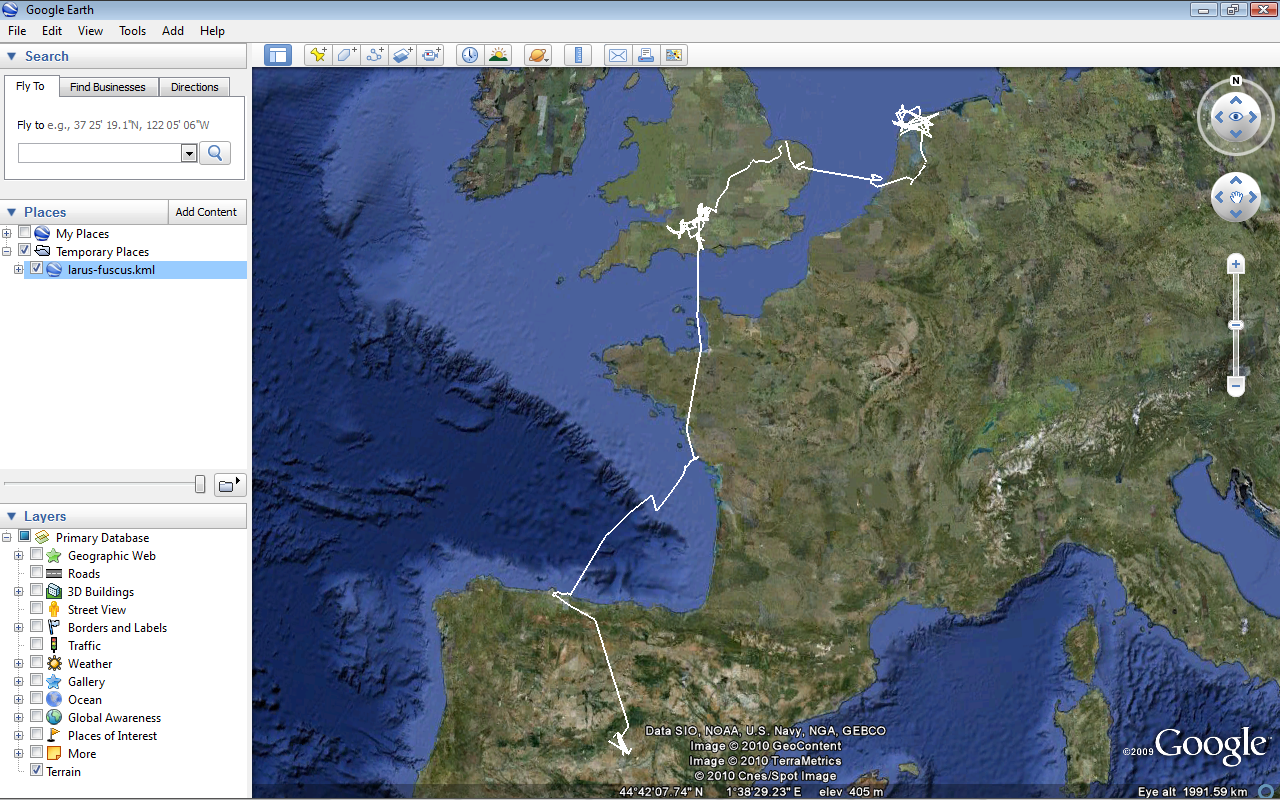 Google Earth
File Edit View Tools Add Help
Search
Fly To Find Businesses Directions
Fly to e.g., 37 25' 19.1"N, 122 05' 06"W
Places Add Content
My Places
Temporary Places
larus-fuscus.kml
Layers
Primary Database
Geographic Web
Roads
3D Buildings
Street View
Borders and Labels
Traffic
Weather
Gallery
Ocean
Global Awareness
Places of Interest
More
Terrain
N
Data SIO, NOAA, U.S. Navy, NGA, GEBCO
Image © 2010 GeoContent
Image © 2010 TerraMetrics
© 2010 Cnes/Spot Image
©2009 Google™
44°42'07.74" N 1°38'29.23" E elev 405 m Eye alt 1991.59 km